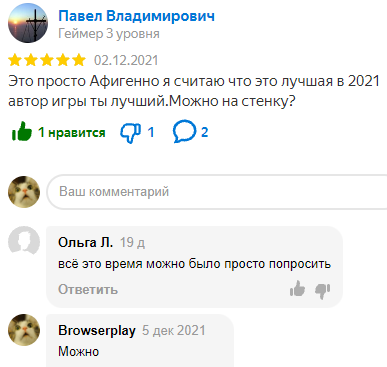 Павел Владимирович
Геймер 3 уровня
02.12.2021
Это просто Афигенно я считаю что это лучшая в 2021
автор игры ты лучший.Можно на стенку?
1 нравится 1 2
Ваш комментарий
Ольга Л. 19 д
всё это время можно было просто попросить
Ответить
Browserplay 5 дек 2021
Можно